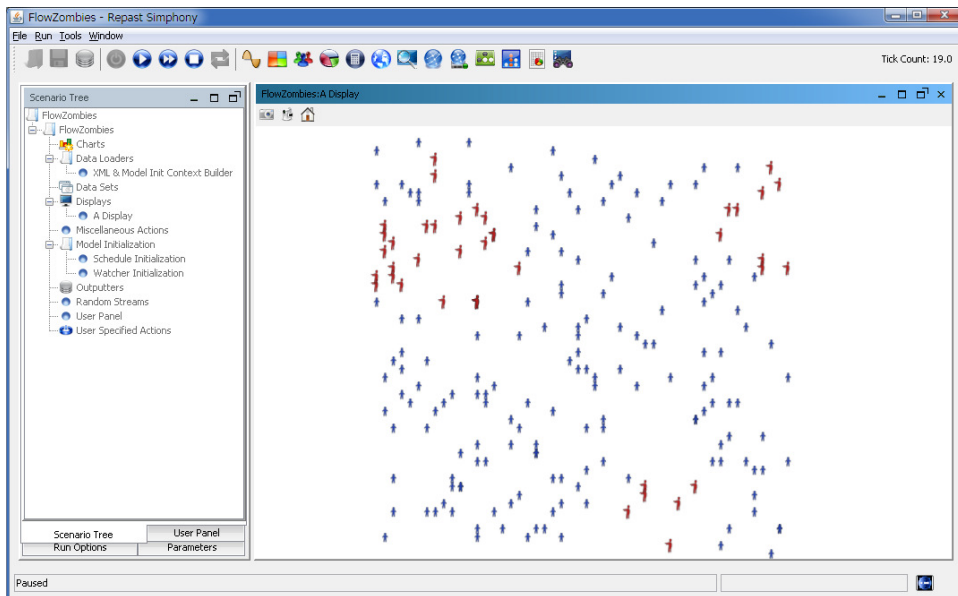 FlowZombies - Repast Simphony
File Run Tools Window
Tick Count: 19.0
Scenario Tree
FlowZombies
FlowZombies
Charts
Data Loaders
XML & Model Init Context Builder
Data Sets
Displays
A Display
Miscellaneous Actions
Model Initialization
Schedule Initialization
Watcher Initialization
Outputters
Random Streams
User Panel
User Specified Actions
Scenario Tree
User Panel
Run Options
Parameters
FlowZombies:A Display
Paused